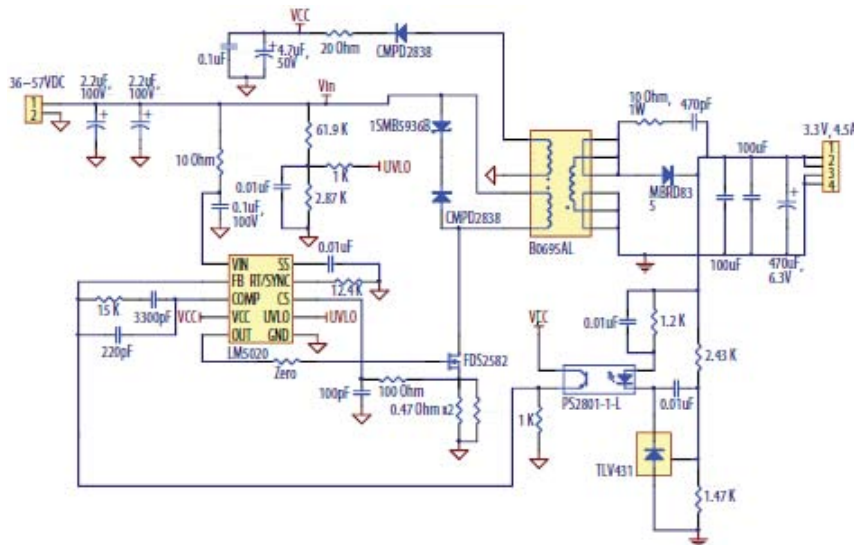 VCC
0.1uF
4.7uF,
50V
20 Ohm
CMPD2838
36–57VDC
1
2
2.2uF
100V
2.2uF
100V
Vin
10 Ohm
61.9 K
1 K
UVLO
0.01uF
2.87 K
0.1uF,
100V
1SMB5936B
CMPD2838
B0695AL
10 Ohm,
1W
470pF
MBRD83
5
3.3V, 4.5A
1
2
3
4
100uF
100uF
470uF,
6.3V
0.01uF
12.4 K
VIN SS
FB RT/SYNC
COMP CS
VCC UVLO
OUT GND
LM5020
VCC
UVLO
15 K
3300pF
220pF
Zero
FDS2582
100pF
100 Ohm
0.47 Ohm x2
VCC
0.01uF
1.2 K
2.43 K
PS2801-1-L
0.01uF
1 K
TLV431
1.47 K